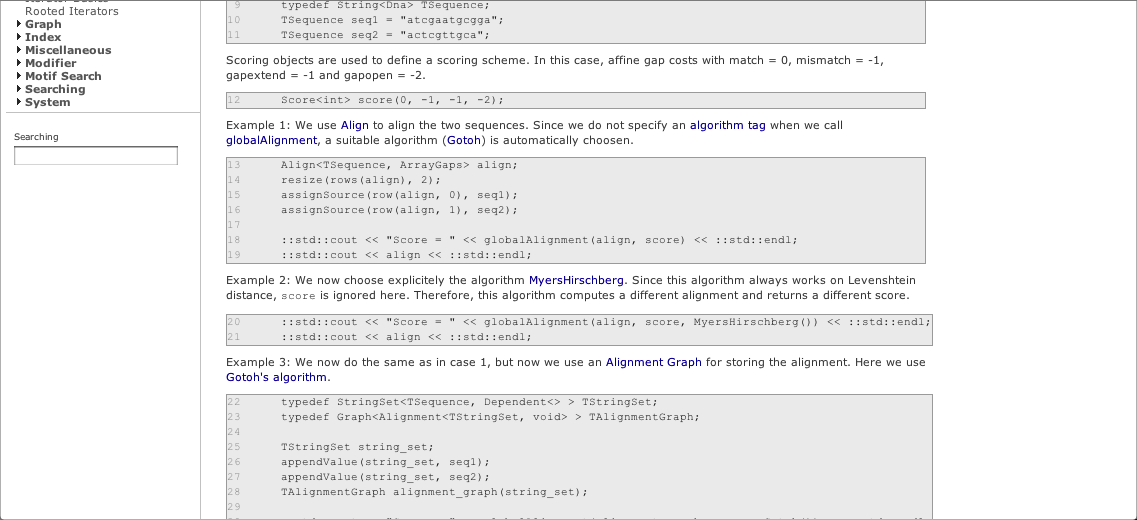 Rooted Iterators
Graph
Index
Miscellaneous
Modifier
Motif Search
Searching
System
Searching
9 typedef String<Dna> TSequence;
10 TSequence seq1 = "atcgaatgcgga";
11 TSequence seq2 = "actcgttgca";
Scoring objects are used to define a scoring scheme. In this case, affine gap costs with match = 0, mismatch = -1,
gapextend = -1 and gapopen = -2.
12 Score<int> score(0, -1, -1, -2);
Example 1: We use Align to align the two sequences. Since we do not specify an algorithm tag when we call
globalAlignment, a suitable algorithm (Gotoh) is automatically choosen.
13 Align<TSequence, ArrayGaps> align;
14 resize(rows(align), 2);
15 assignSource(row(align, 0), seq1);
16 assignSource(row(align, 1), seq2);
17
18 ::std::cout << "Score = " << globalAlignment(align, score) << ::std::endl;
19 ::std::cout << align << ::std::endl;
Example 2: We now choose explicitely the algorithm MyersHirschberg. Since this algorithm always works on Levenshtein
distance, score is ignored here. Therefore, this algorithm computes a different alignment and returns a different score.
20 ::std::cout << "Score = " << globalAlignment(align, score, MyersHirschberg()) << ::std::endl;
21 ::std::cout << align << ::std::endl;
Example 3: We now do the same as in case 1, but now we use an Alignment Graph for storing the alignment. Here we use
Gotoh's algorithm.
22 typedef StringSet<TSequence, Dependent<> > TStringSet;
23 typedef Graph<Alignment<TStringSet, void> > TAlignmentGraph;
24
25 TStringSet string_set;
26 appendValue(string_set, seq1);
27 appendValue(string_set, seq2);
28 TAlignmentGraph alignment_graph(string_set);
29